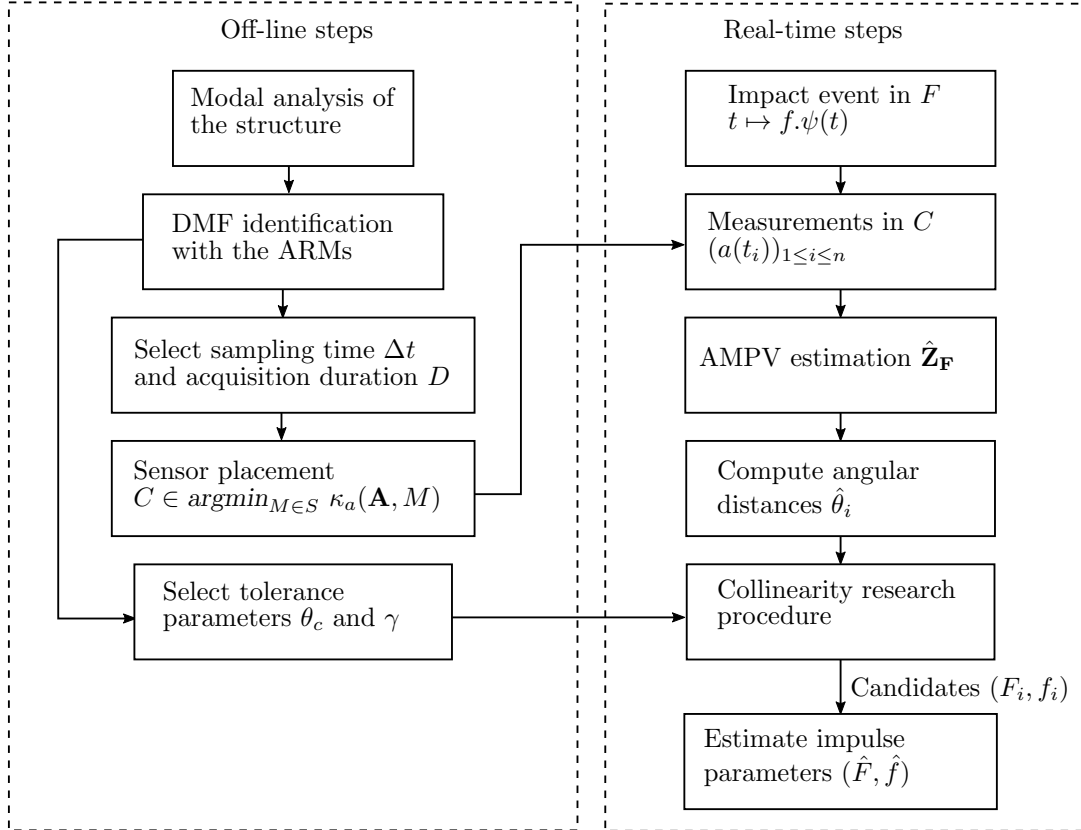 Off-line steps
Modal analysis of
the structure
DMF identification
with the ARMs
Select sampling time Δt
and acquisition duration D
Sensor placement
C ∈ argmin_{M∈S} κ_a(𝐀, M)
Select tolerance
parameters θ_c and γ
Real-time steps
Impact event in F
t ↦ f.ψ(t)
Measurements in C
(a(t_i))_{1≤i≤n}
AMPV estimation 𝐙̂_𝐅
Compute angular
distances θ̂_i
Collinearity research
procedure
Candidates (F_i, f_i)
Estimate impulse
parameters (F̂, f̂)